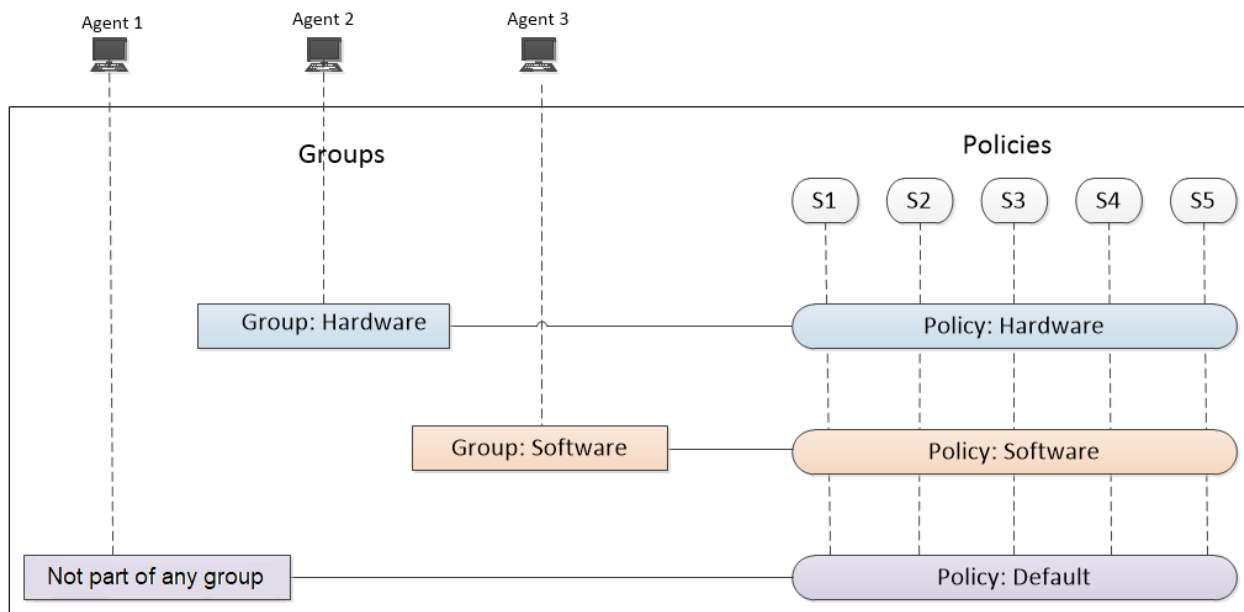 Agent 1
Agent 2
Agent 3
Groups
Policies
S1
S2
S3
S4
S5
Group: Hardware
Policy: Hardware
Group: Software
Policy: Software
Not part of any group
Policy: Default